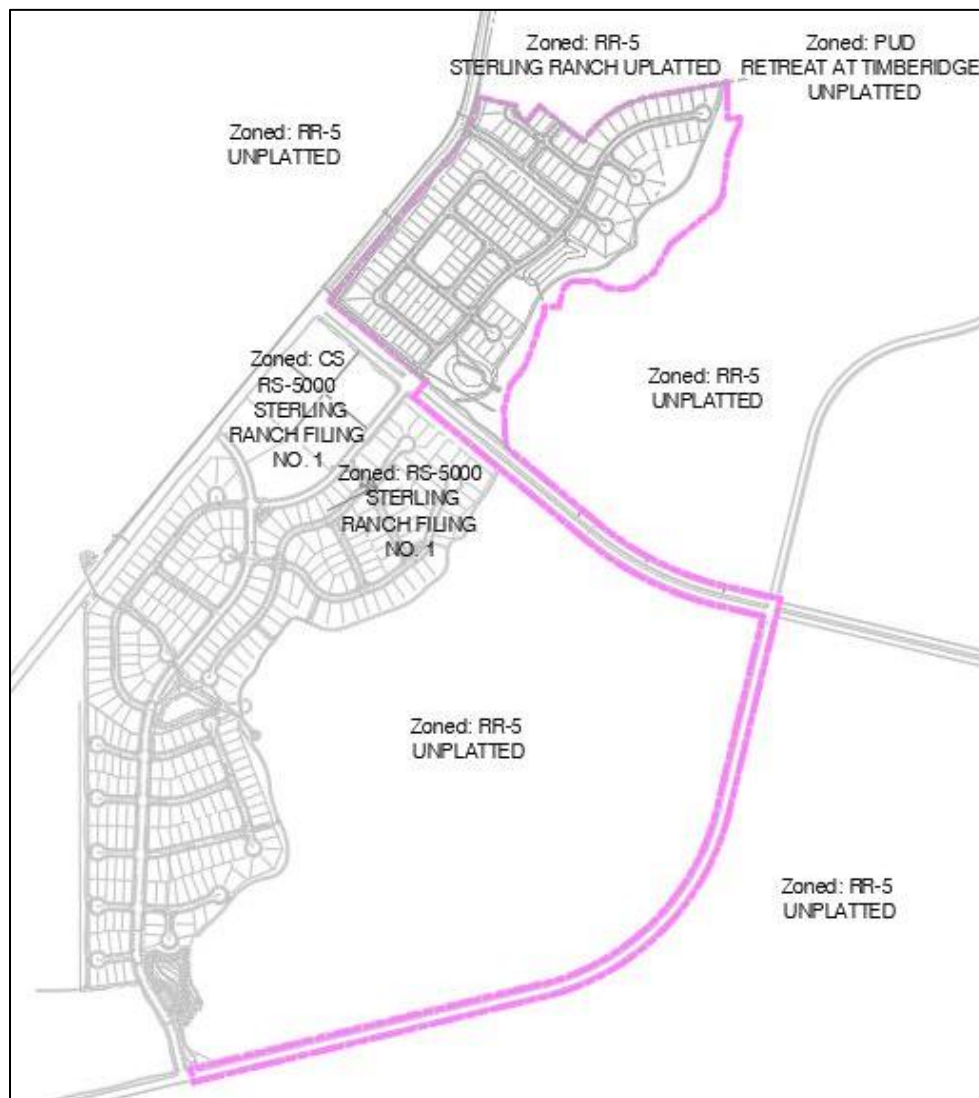 Zoned: RR-5
STERLING RANCH UPLATTED
Zoned: PUD
RETREAT AT TIMBERIDGE
UNPLATTED
Zoned: RR-5
UNPLATTED
Zoned: CS
RS-5000
STERLING
RANCH FILING
NO. 1
Zoned: RR-5
UNPLATTED
Zoned: RS-5000
STERLING
RANCH FILING
NO. 1
Zoned: RR-5
UNPLATTED
Zoned: RR-5
UNPLATTED